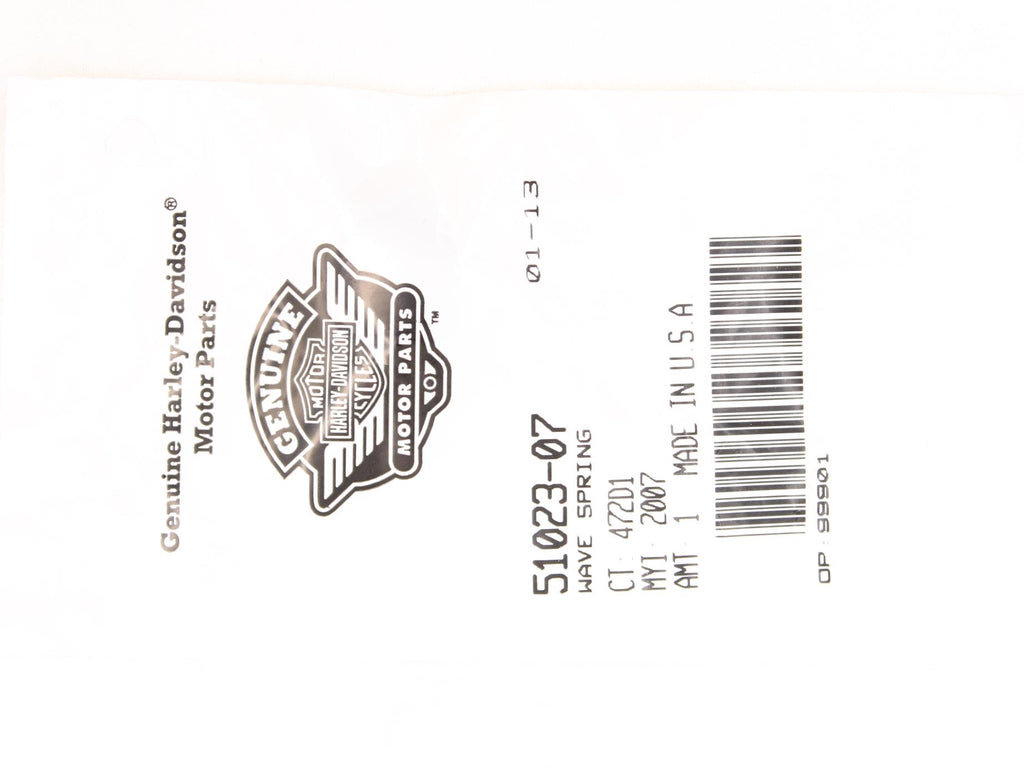 Genuine Harley-Davidson®
Motor Parts
GENUINE
MOTOR
HARLEY-DAVIDSON
CYCLES
MOTOR PARTS
™
51023-07 01-13
WAVE SPRING
CT: 472D1
MYI: 2007
AMT: 1 MADE IN U.S.A.
OP: 99901